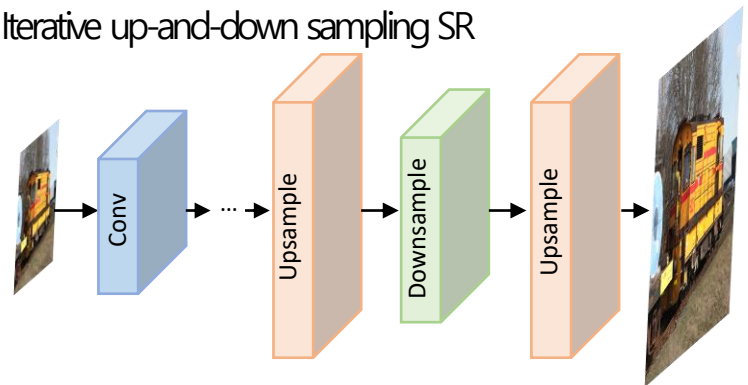 Iterative up-and-down sampling SR
Conv
...
Upsample
Downsample
Upsample